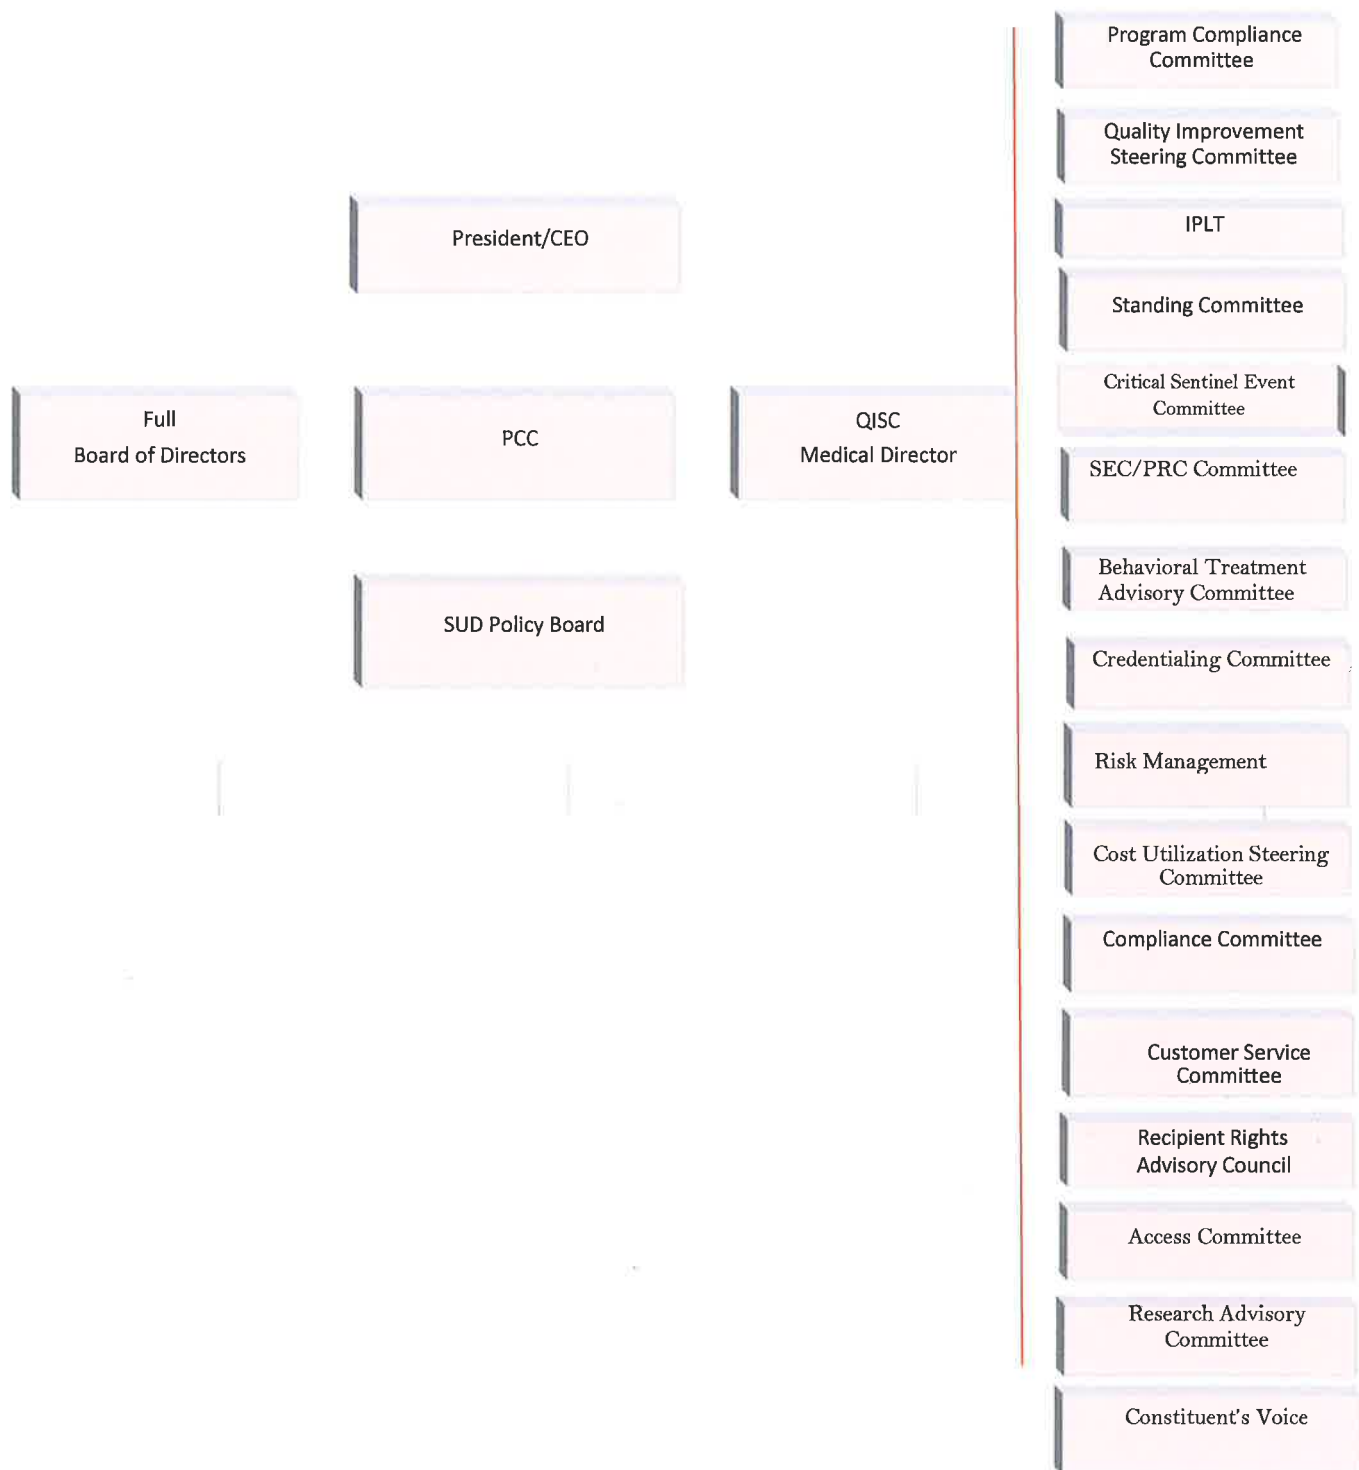 President/CEO
Full
Board of Directors
PCC
QISC
Medical Director
SUD Policy Board
Program Compliance
Committee
Quality Improvement
Steering Committee
IPLT
Standing Committee
Critical Sentinel Event
Committee
SEC/PRC Committee
Behavioral Treatment
Advisory Committee
Credentialing Committee
Risk Management
Cost Utilization Steering
Committee
Compliance Committee
Customer Service
Committee
Recipient Rights
Advisory Council
Access Committee
Research Advisory
Committee
Constituent's Voice